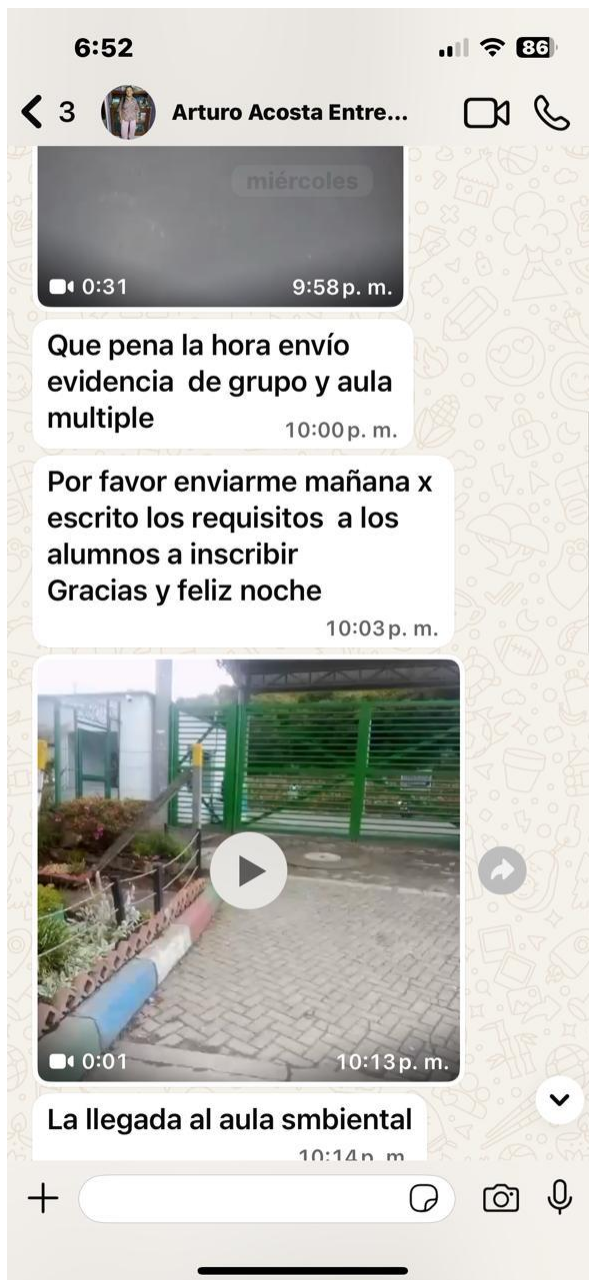 6:52
86
3
Arturo Acosta Entre...
miércoles
0:31
9:58 p. m.
Que pena la hora envío
evidencia de grupo y aula
multiple
10:00 p. m.
Por favor enviarme mañana x
escrito los requisitos a los
alumnos a inscribir
Gracias y feliz noche
10:03 p. m.
0:01
10:13 p. m.
La llegada al aula smbiental
10:14 p. m.